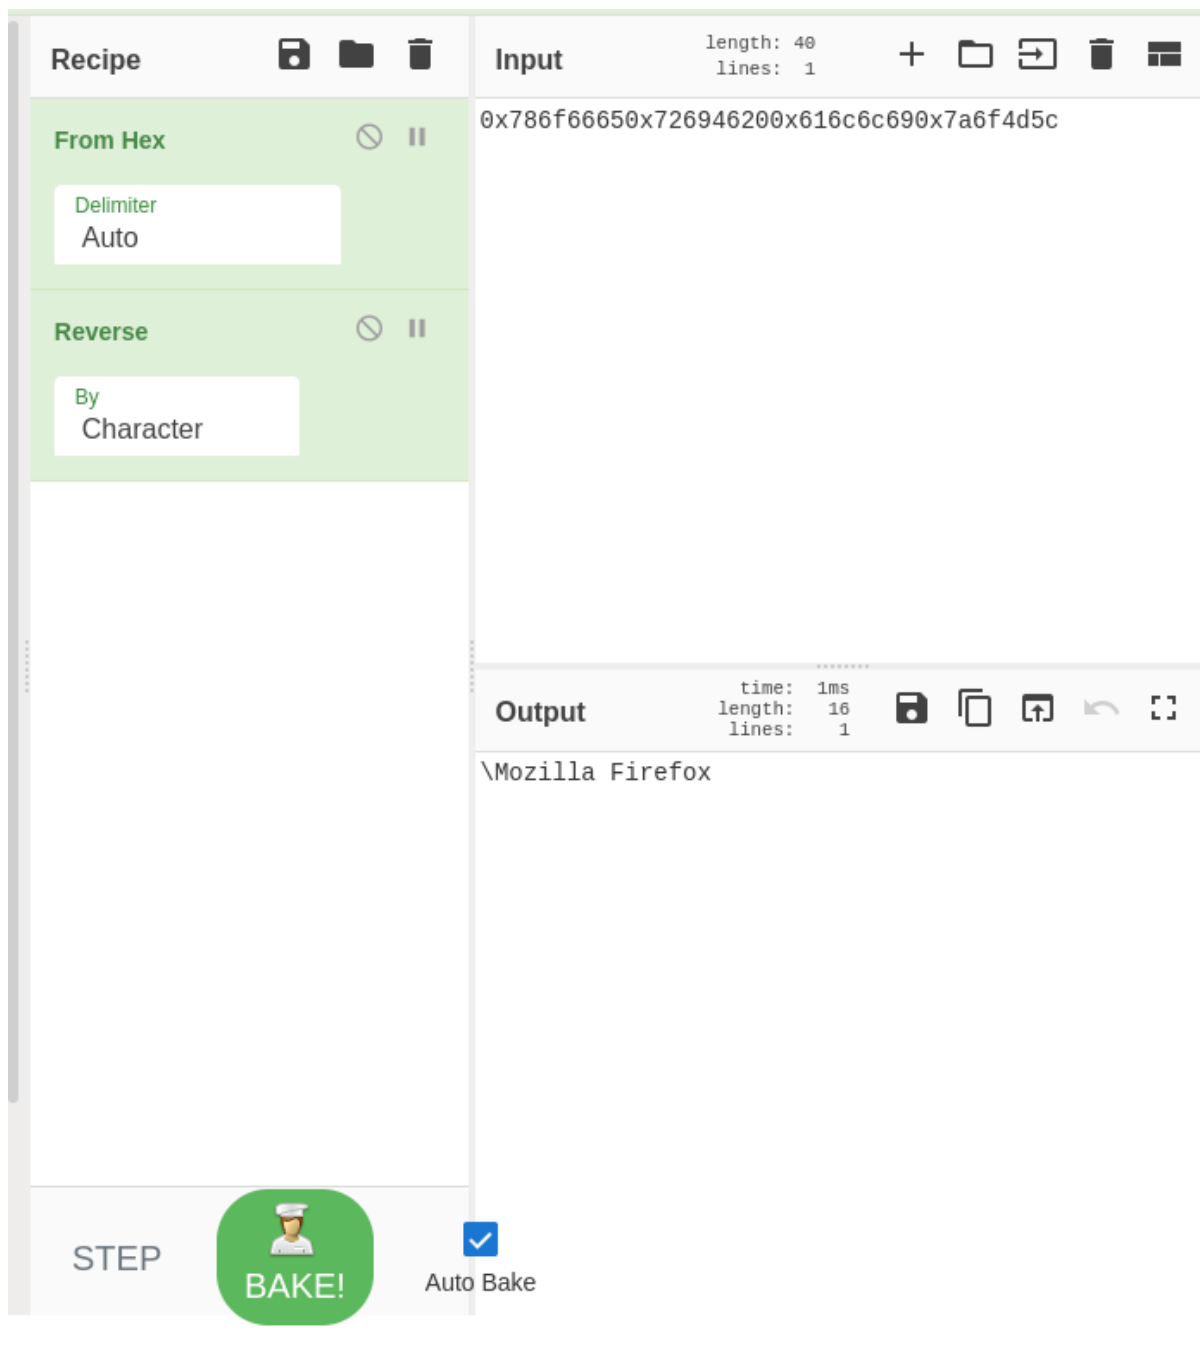 Recipe
From Hex
Delimiter
Auto
Reverse
By
Character
STEP
BAKE!
Auto Bake
Input
length: 40
lines: 1
0x786f66650x726946200x616c6c690x7a6f4d5c
Output
time: 1ms
length: 16
lines: 1
\Mozilla Firefox